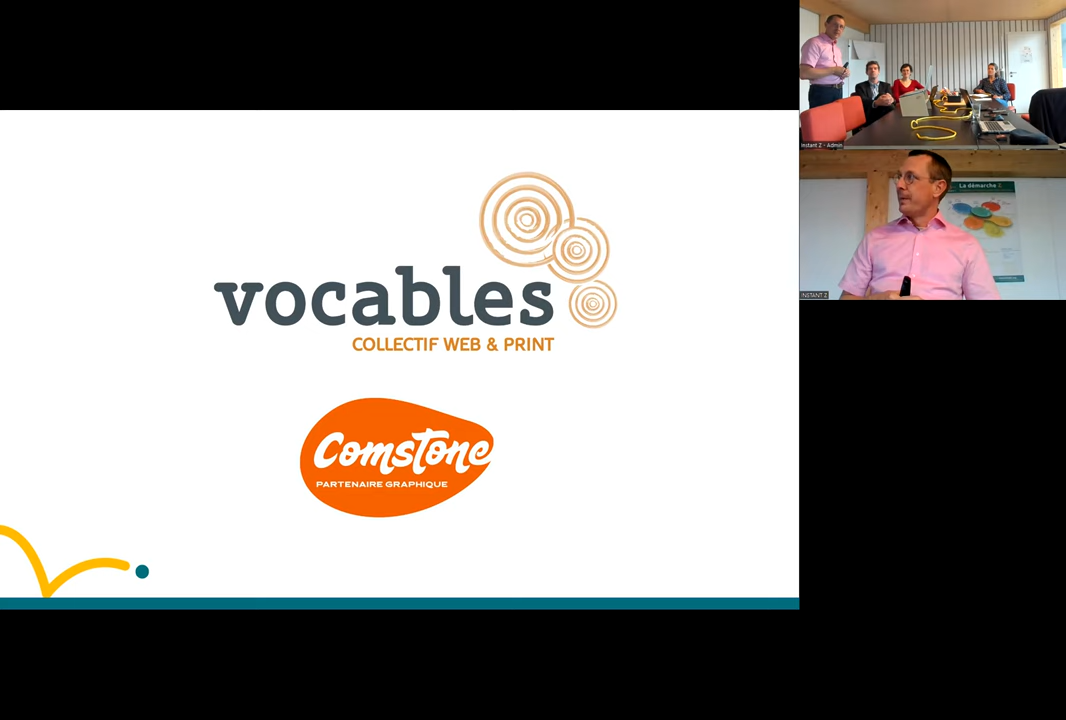 vocables
COLLECTIF WEB & PRINT
Comstone
PARTENAIRE GRAPHIQUE
Instant Z - Admin
La démarche Z
INSTANT Z